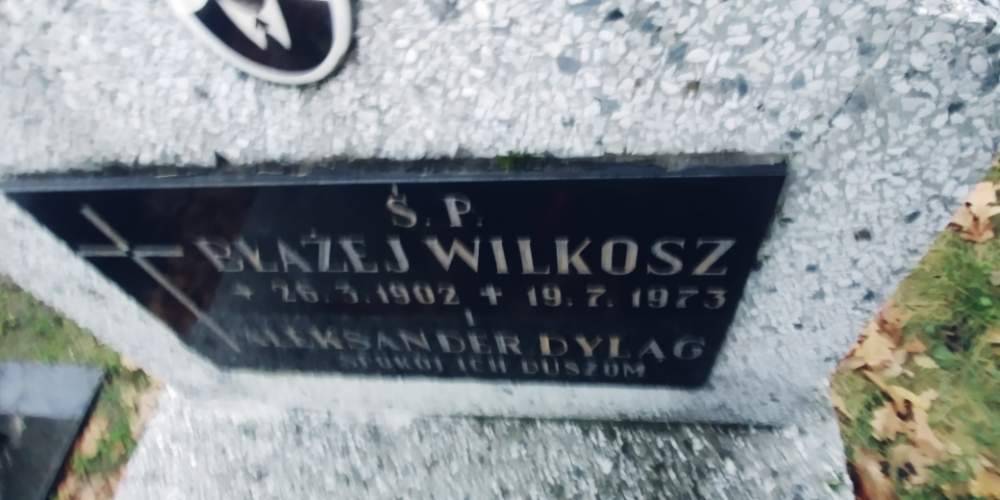 Ś. P.
BŁAŻEJ WILKOSZ
* 26.3.1902 + 19.7.1973
I
ALEKSANDER DYLĄG
SPOKÓJ ICH DUSZOM